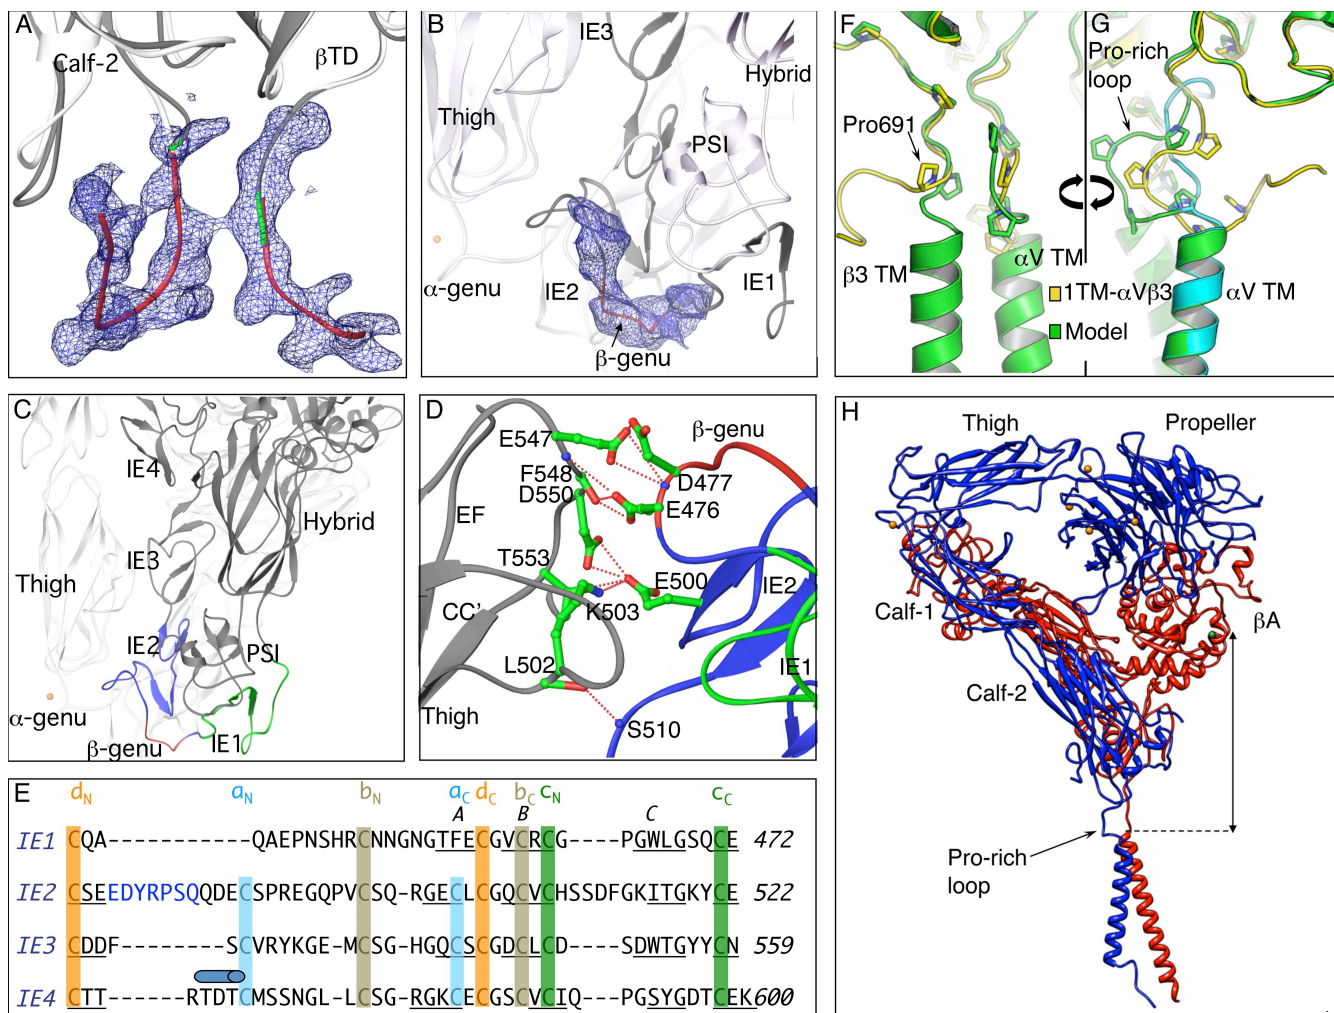 A
Calf-2
βTD
B
IE3
Hybrid
Thigh
PSI
α-genu
IE2
IE1
β-genu
F
G
Pro-rich
loop
Pro691
β3 TM
αV TM
1TM-αVβ3
Model
αV TM
C
IE4
Hybrid
IE3
Thigh
IE2
PSI
α-genu
β-genu
IE1
D
E547
β-genu
F548
D550
D477
E476
EF
T553
E500
IE2
CC'
K503
IE1
L502
Thigh
S510
H
Thigh
Propeller
Calf-1
βA
Calf-2
Pro-rich
loop
E
dN aN bN aC dC bC cN cC
A B C
IE1 CQA-----------QAEPNSHRCNNGNGTFECGVCRCG----PGWLGSQCE 472
IE2 CSEEDYRPSQQDECSPREGQPVCSQ-RGECLCGQCVCHSSDFGKITGKYCE 522
IE3 CDDF---------SCVRYKGE-MCSG-HGQCSCGDCLCD----SDWTGYYCN 559
IE4 CTT------RTDTCMSSNGL-LCSG-RGKCECGSCVCIQ---PGSYGDTCEK 600